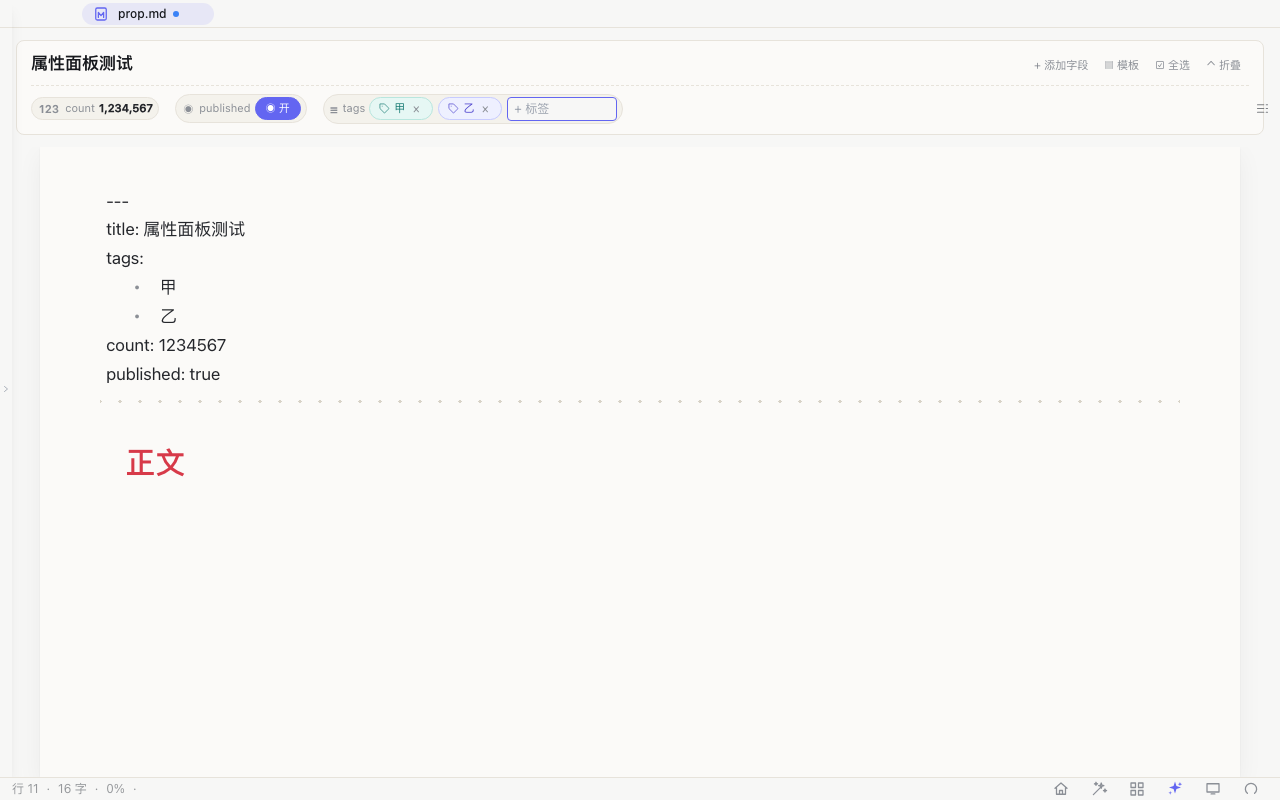 prop.md
属性面板测试
+ 添加字段 模板 全选 折叠
123 count 1,234,567 published 开 tags 甲 × 乙 × + 标签
---
title: 属性面板测试
tags:
• 甲
• 乙
count: 1234567
published: true
正文
行 11 · 16 字 · 0% ·